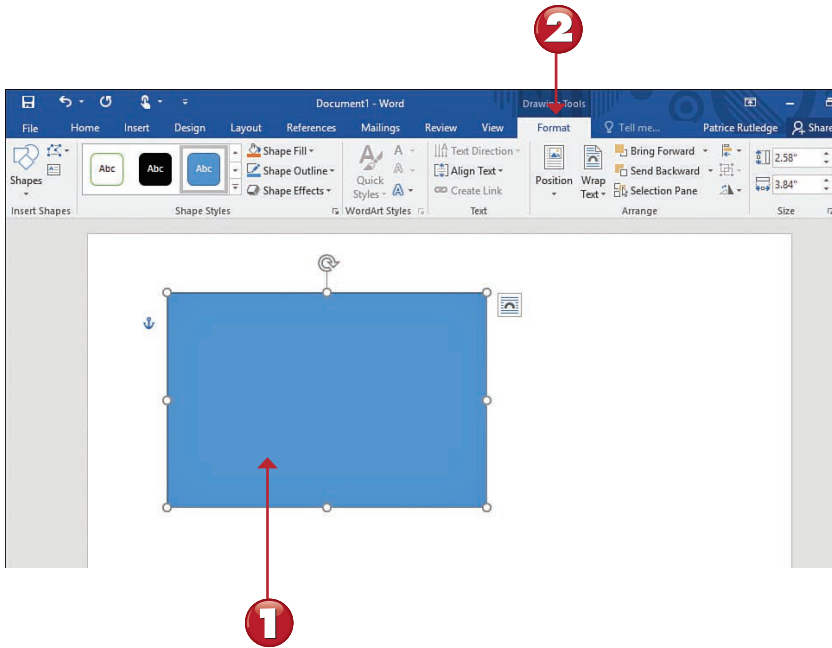 2
Document1 - Word
Drawing Tools
File Home Insert Design Layout References Mailings Review View Format Tell me... Patrice Rutledge Share
Shapes
Abc Abc Abc
Shape Fill
Shape Outline
Shape Effects
Quick
Styles
A
A
A
A
Text Direction
Align Text
Create Link
Position
Wrap
Text
Bring Forward
Send Backward
Selection Pane
2.58"
3.84"
Insert Shapes Shape Styles WordArt Styles Text Arrange Size
1